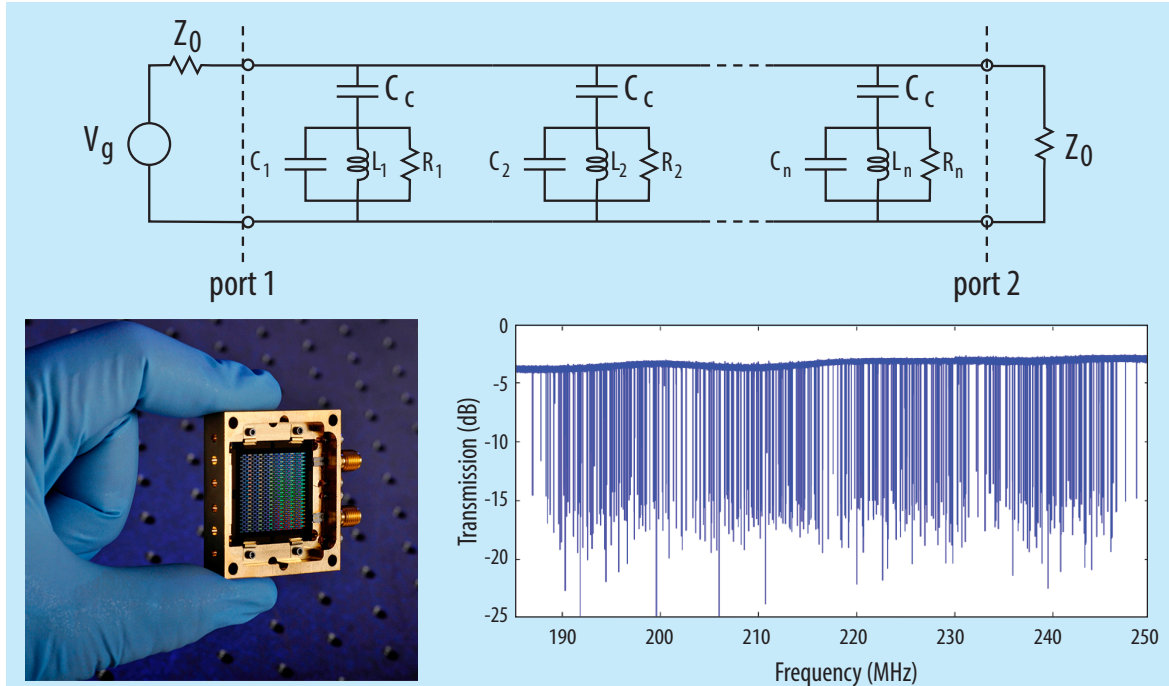 Z0
Vg
Cc
Cc
Cc
C1
L1
R1
C2
L2
R2
Cn
Ln
Rn
Z0
port 1
port 2
Transmission (dB)
0
-5
-10
-15
-20
-25
190
200
210
220
230
240
250
Frequency (MHz)